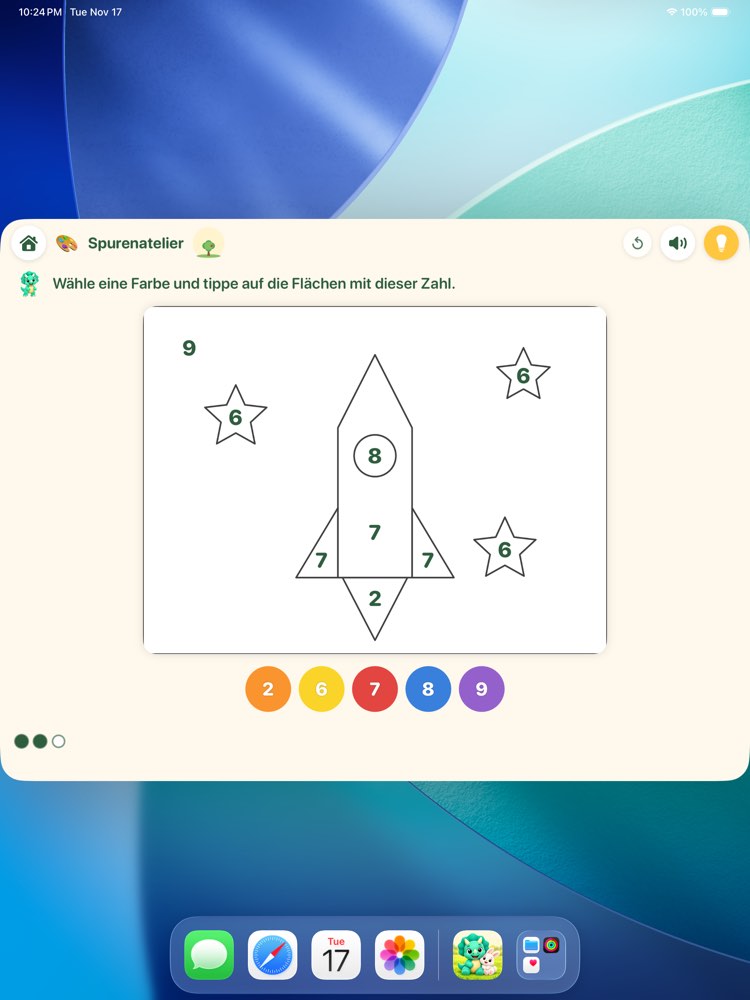 10:24 PM Tue Nov 17 100%
Spurenatelier
Wähle eine Farbe und tippe auf die Flächen mit dieser Zahl.
9
6
6
8
7
7
7
6
2
2 6 7 8 9
Tue
17